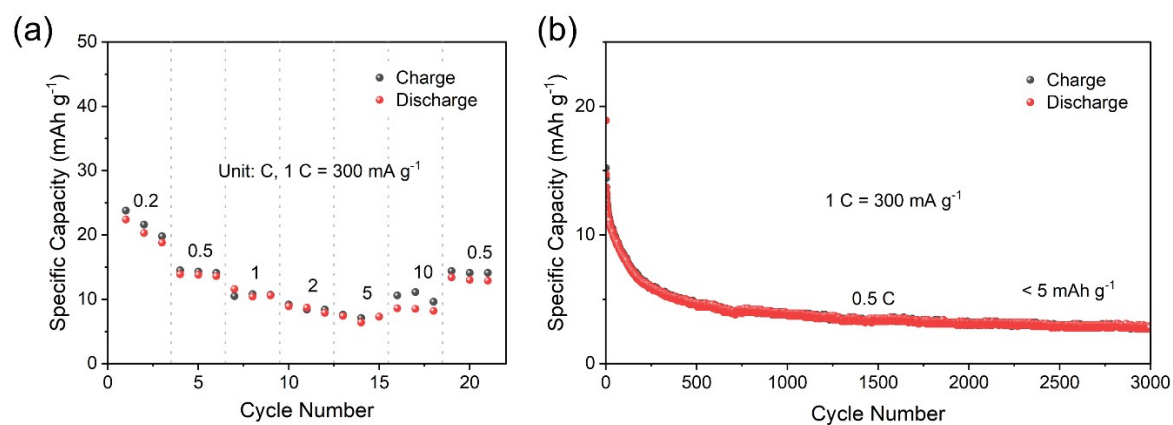 (a)
Specific Capacity (mAh g⁻¹)
50
40
30
20
10
0
Charge
Discharge
Unit: C, 1 C = 300 mA g⁻¹
0.2
0.5
1
2
5
10
0.5
0
5
10
15
20
Cycle Number
(b)
Specific Capacity (mAh g⁻¹)
20
10
0
Charge
Discharge
1 C = 300 mA g⁻¹
0.5 C
< 5 mAh g⁻¹
0
500
1000
1500
2000
2500
3000
Cycle Number